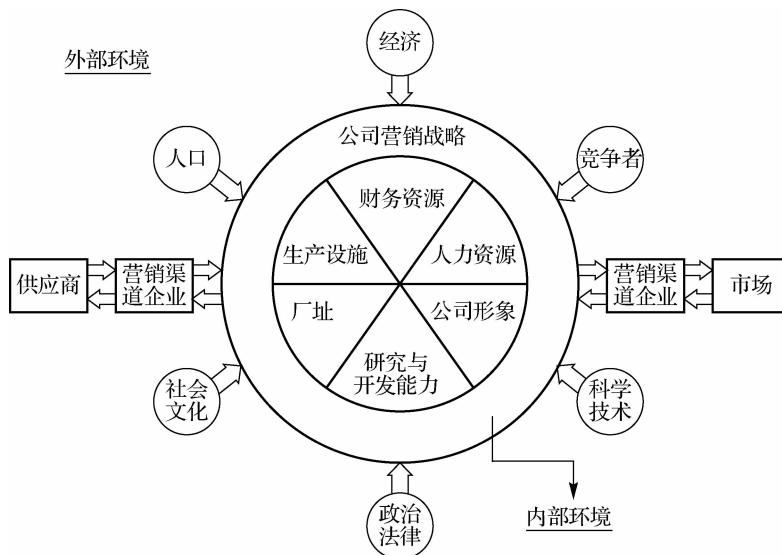 经济
外部环境
公司营销战略
人口
竞争者
财务资源
生产设施
人力资源
供应商
营销渠
道企业
营销渠
道企业
市场
厂址
公司形象
研究与
开发能力
社会
文化
科学
技术
政治
法律
内部环境